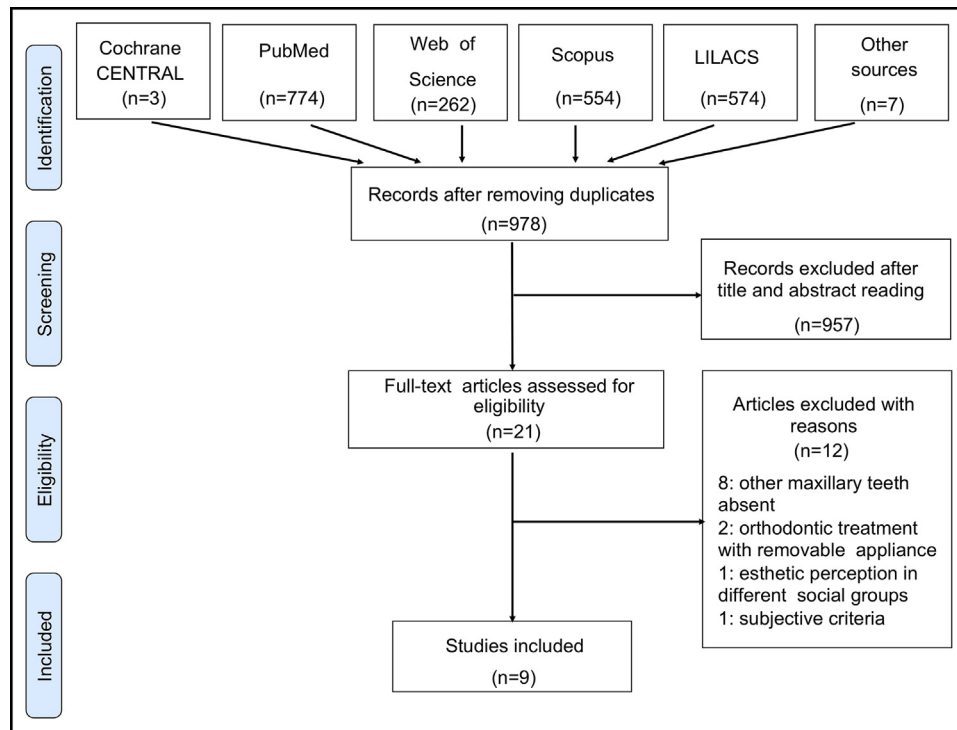 Identification
Cochrane
CENTRAL
(n=3)
PubMed
(n=774)
Web of
Science
(n=262)
Scopus
(n=554)
LILACS
(n=574)
Other
sources
(n=7)
Records after removing duplicates
(n=978)
Screening
Records excluded after
title and abstract reading
(n=957)
Eligibility
Full-text articles assessed for
eligibility
(n=21)
Articles excluded with
reasons
(n=12)
8: other maxillary teeth
absent
2: orthodontic treatment
with removable appliance
1: esthetic perception in
different social groups
1: subjective criteria
Included
Studies included
(n=9)